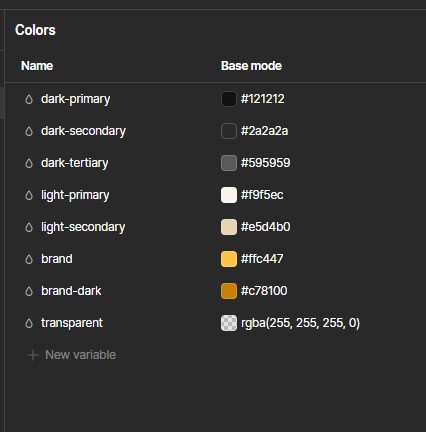 Colors
Name Base mode
dark-primary #121212
dark-secondary #2a2a2a
dark-tertiary #595959
light-primary #f9f5ec
light-secondary #e5d4b0
brand #ffc447
brand-dark #c78100
transparent rgba(255, 255, 255, 0)
New variable